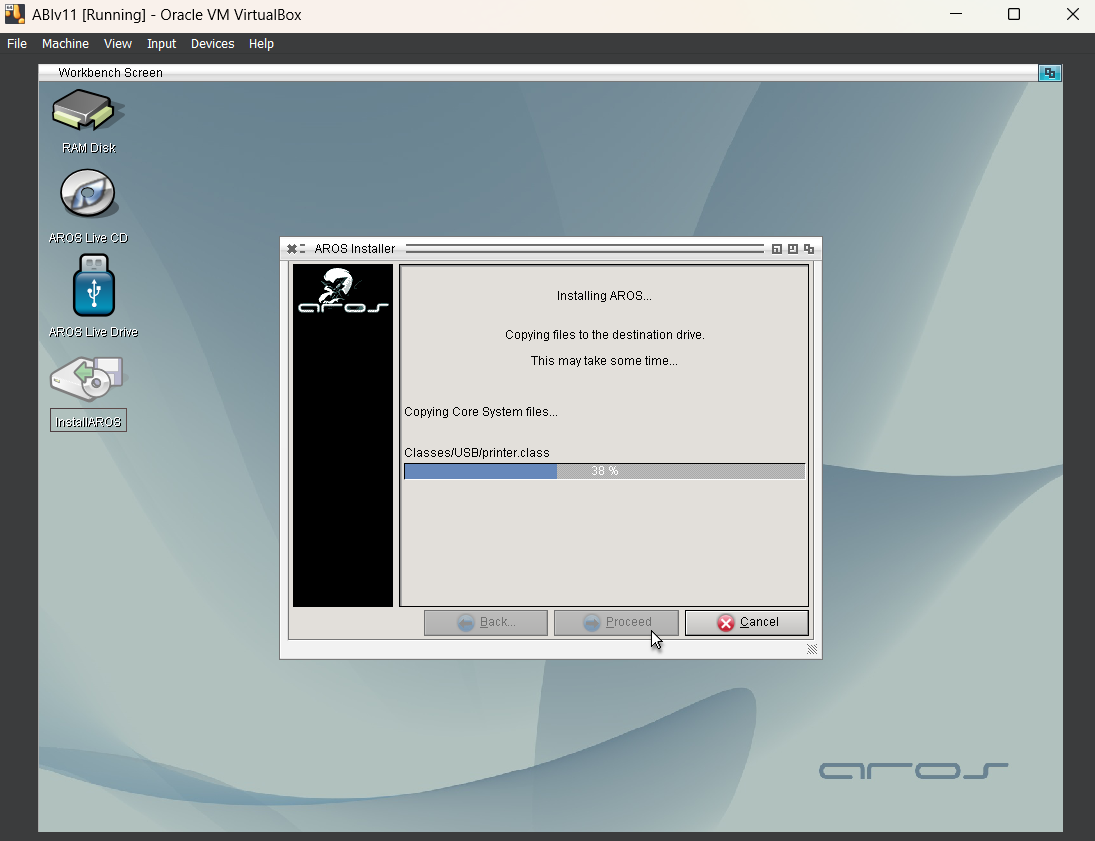 ABIv11 [Running] - Oracle VM VirtualBox
File Machine View Input Devices Help
Workbench Screen
RAM Disk
AROS Live CD
AROS Live Drive
InstallAROS
AROS Installer
aros
Installing AROS...
Copying files to the destination drive.
This may take some time...
Copying Core System files...
Classes/USB/printer.class
38 %
Back...
Proceed
Cancel
aros